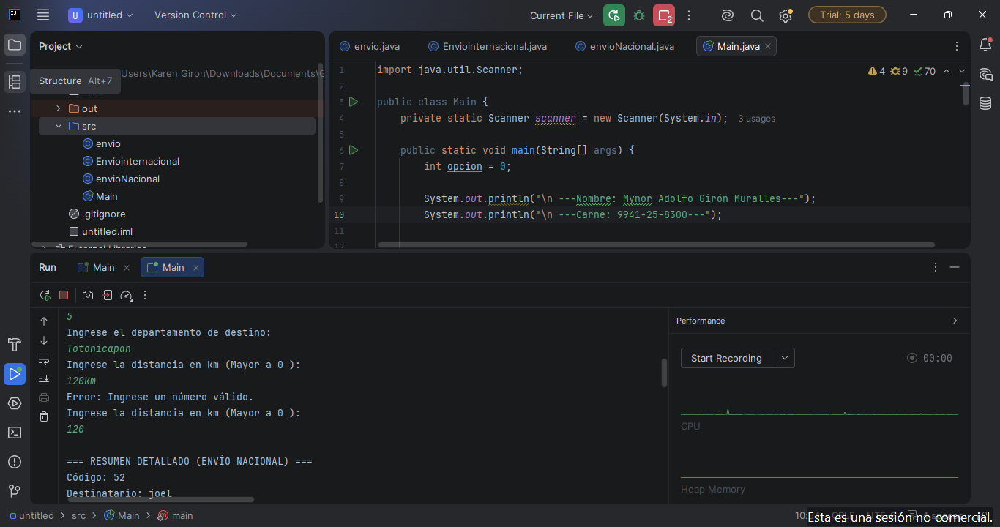 U untitled Version Control Current File 2 Trial: 5 days
Project
Users\Karen Giron\Downloads\Documents\
Structure Alt+7
out
src
envio
Enviointernacional
envioNacional
Main
.gitignore
untitled.iml
External Libraries
envio.java Enviointernacional.java envioNacional.java Main.java
4 9 70
1 import java.util.Scanner;
2
3 public class Main {
4 private static Scanner scanner = new Scanner(System.in); 3 usages
5
6 public static void main(String[] args) {
7 int opcion = 0;
8
9 System.out.println("\n ---Nombre: Mynor Adolfo Girón Muralles---");
10 System.out.println("\n ---Carne: 9941-25-8300---");
11
12
Run Main Main
5
Ingrese el departamento de destino:
Totonicapan
Ingrese la distancia en km (Mayor a 0 ):
120km
Error: Ingrese un número válido.
Ingrese la distancia en km (Mayor a 0 ):
120
=== RESUMEN DETALLADO (ENVÍO NACIONAL) ===
Código: 52
Destinatario: joel
Performance
Start Recording 00:00
CPU
Heap Memory
untitled src Main main
Esta es una sesión no comercial.